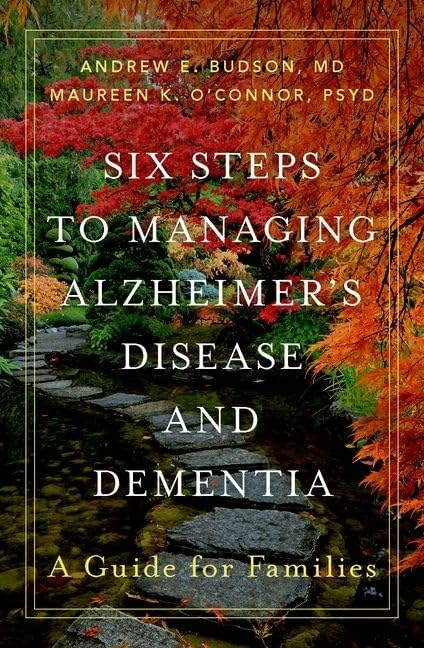 ANDREW E. BUDSON, MD
MAUREEN K. O'CONNOR, PSYD
SIX STEPS
TO MANAGING
ALZHEIMER'S
DISEASE
AND
DEMENTIA
A Guide for Families